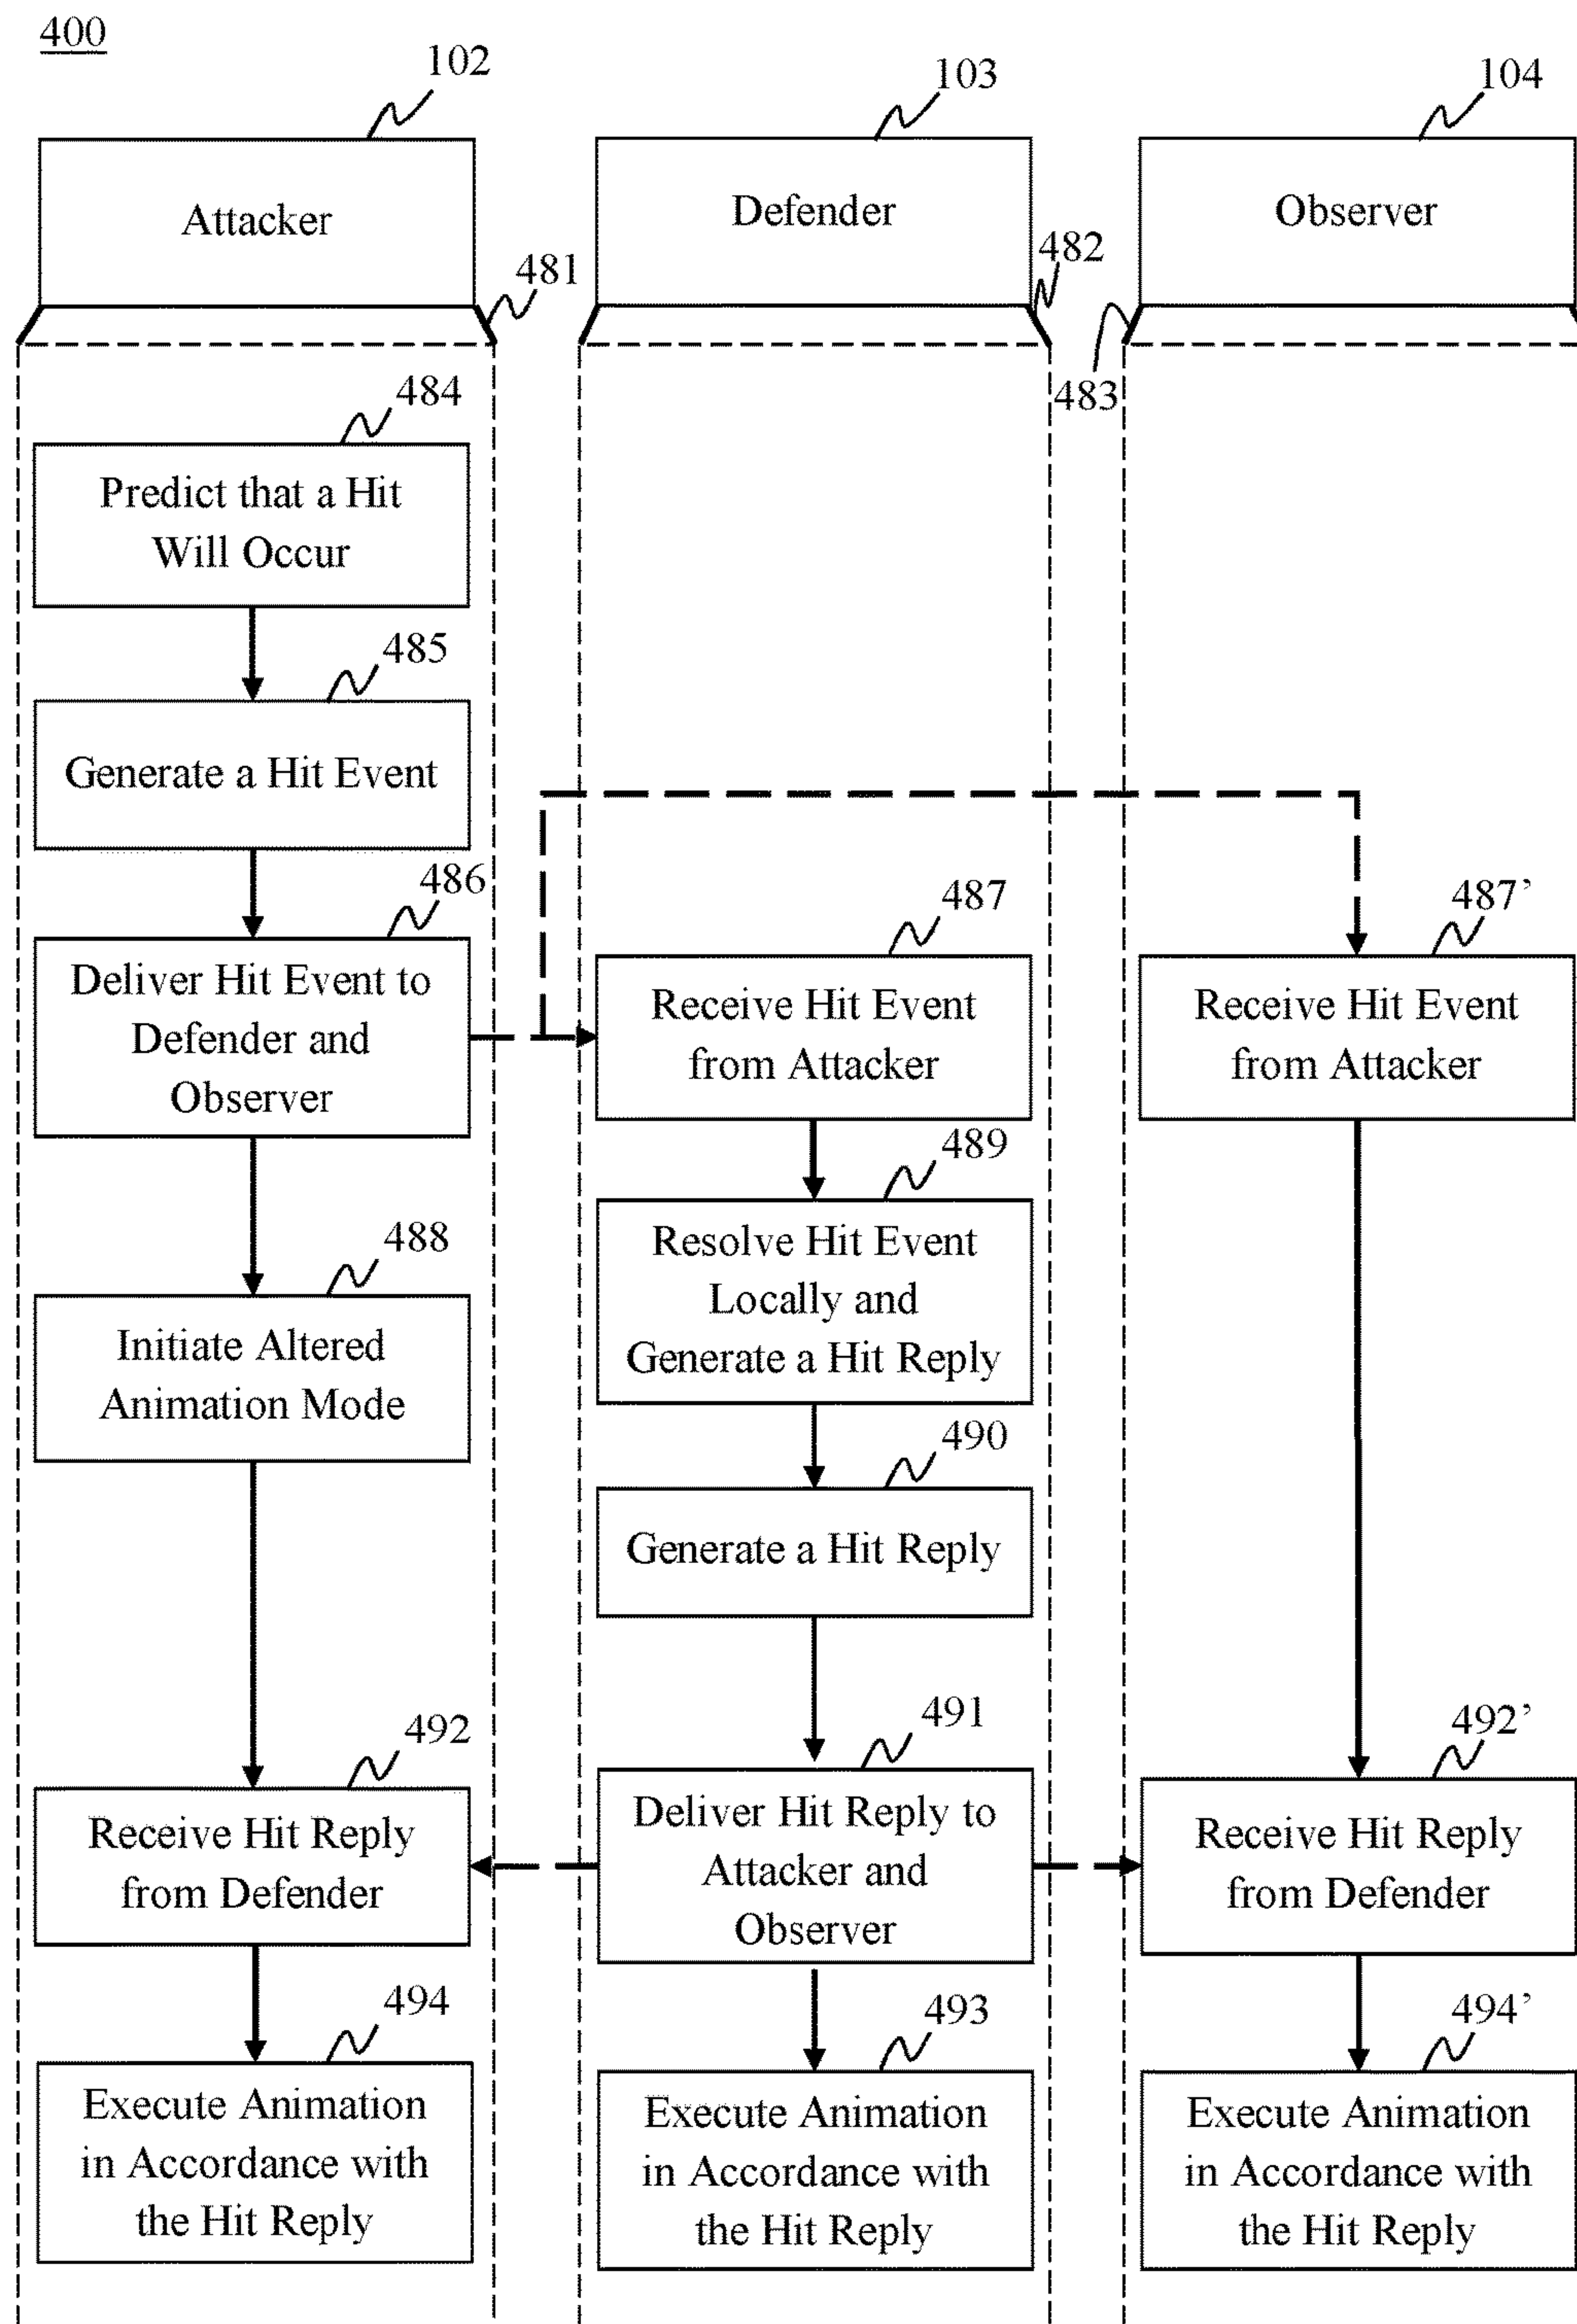 400
102
103
104
Attacker
Defender
Observer
481
482
483
484
Predict that a Hit
Will Occur
485
Generate a Hit Event
486
Deliver Hit Event to
Defender and
Observer
487
Receive Hit Event
from Attacker
487’
Receive Hit Event
from Attacker
488
Initiate Altered
Animation Mode
489
Resolve Hit Event
Locally and
Generate a Hit Reply
490
Generate a Hit Reply
491
Deliver Hit Reply to
Attacker and
Observer
492
Receive Hit Reply
from Defender
492’
Receive Hit Reply
from Defender
494
Execute Animation
in Accordance with
the Hit Reply
493
Execute Animation
in Accordance with
the Hit Reply
494’
Execute Animation
in Accordance with
the Hit Reply